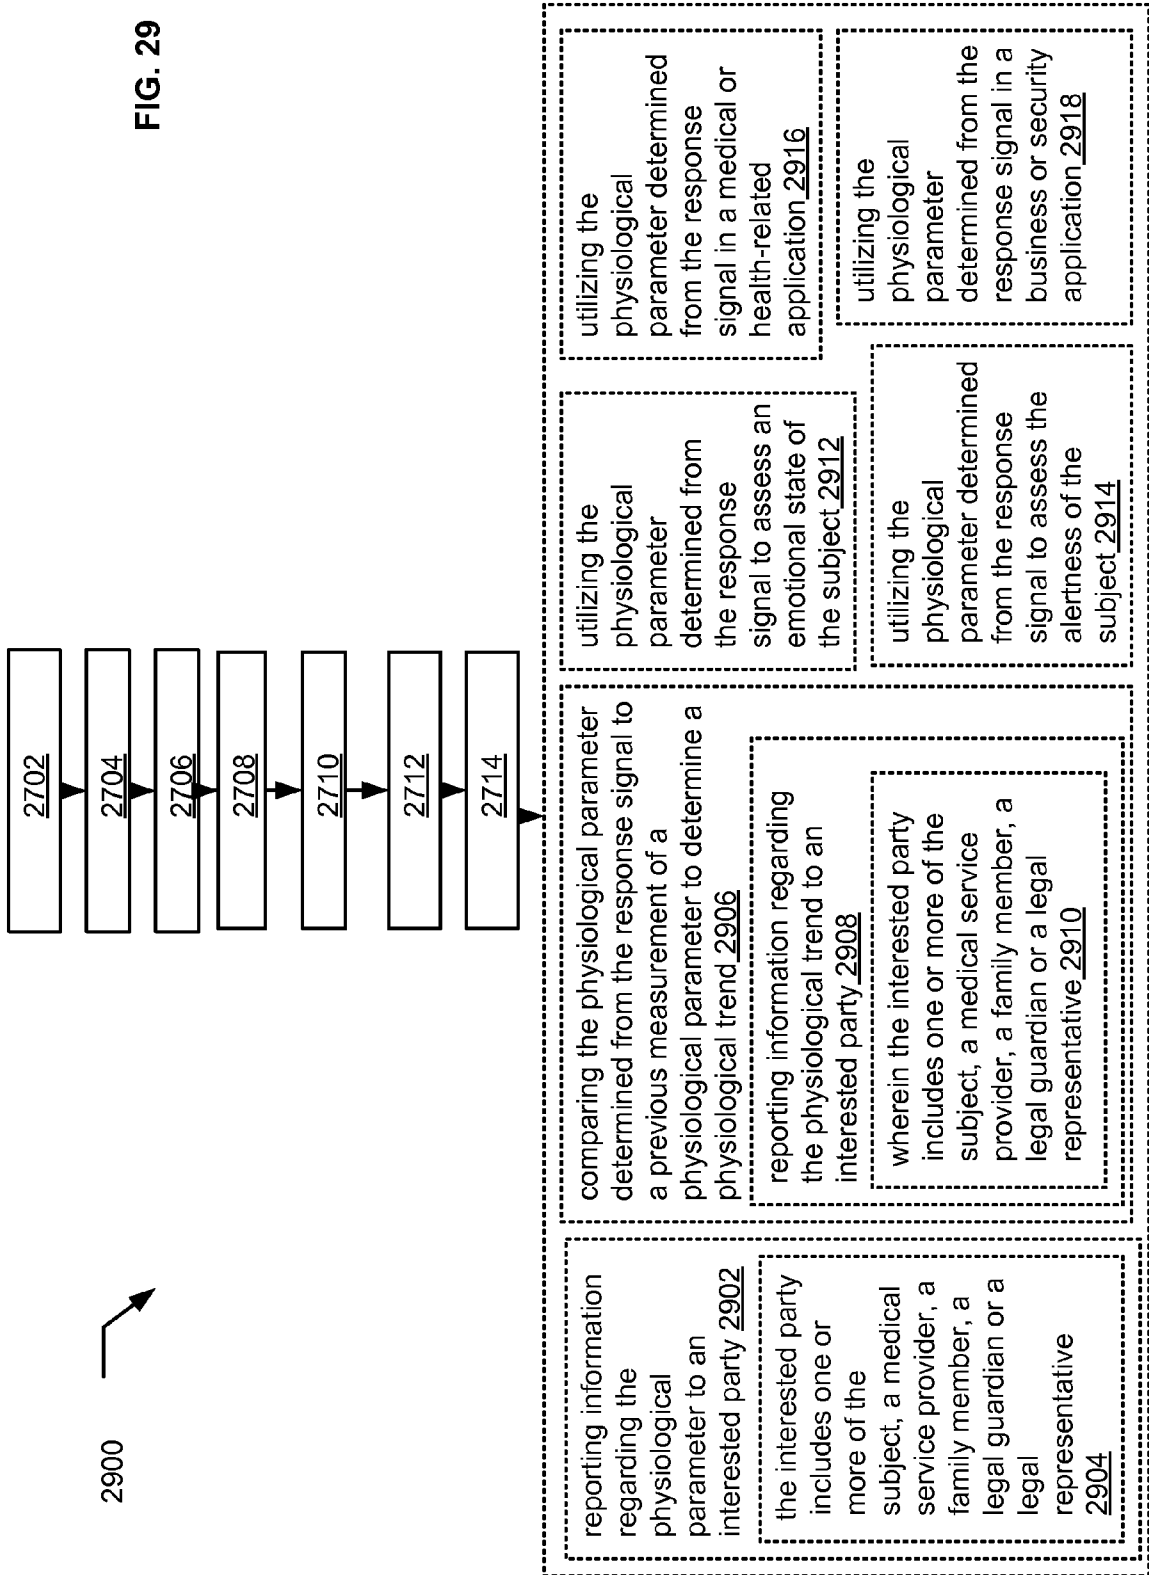 FIG. 29
2900
2702
2704
2706
2708
2710
2712
2714
reporting information
regarding the
physiological
parameter to an
interested party 2902
the interested party
includes one or
more of the
subject, a medical
service provider, a
family member, a
legal guardian or a
legal
representative
2904
comparing the physiological parameter
determined from the response signal to
a previous measurement of a
physiological parameter to determine a
physiological trend 2906
reporting information regarding
the physiological trend to an
interested party 2908
wherein the interested party
includes one or more of the
subject, a medical service
provider, a family member, a
legal guardian or a legal
representative 2910
utilizing the
physiological
parameter
determined from
the response
signal to assess an
emotional state of
the subject 2912
utilizing the
physiological
parameter determined
from the response
signal to assess the
alertness of the
subject 2914
utilizing the
physiological
parameter determined
from the response
signal in a medical or
health-related
application 2916
utilizing the
physiological
parameter
determined from the
response signal in a
business or security
application 2918